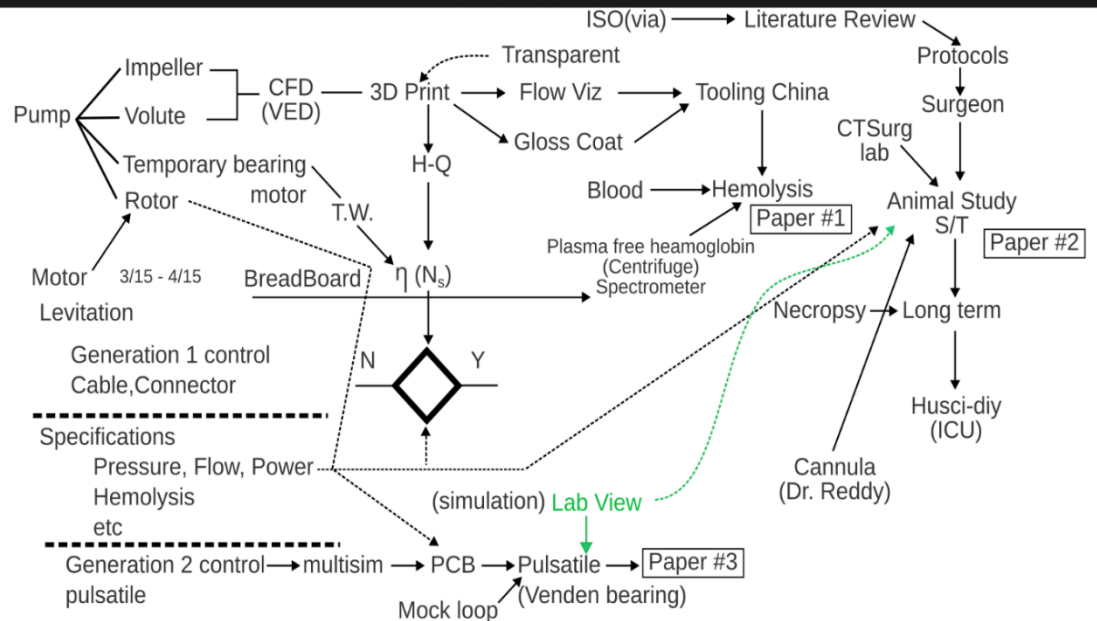 ISO(via)
Literature Review
Transparent
Protocols
Impeller
CFD
(VED)
3D Print
Flow Viz
Tooling China
Surgeon
Pump
Volute
Gloss Coat
CTSurg
lab
Temporary bearing
motor
H-Q
Rotor
T.W.
Blood
Hemolysis
Paper #1
Animal Study
S/T
Paper #2
Plasma free heamoglobin
(Centrifuge)
Spectrometer
Motor
3/15 - 4/15
BreadBoard
η (Ns)
Levitation
Necropsy
Long term
Generation 1 control
Cable,Connector
N
Y
Husci-diy
(ICU)
Specifications
Pressure, Flow, Power
Hemolysis
etc
Cannula
(Dr. Reddy)
(simulation) Lab View
Generation 2 control
pulsatile
multisim
PCB
Pulsatile
Paper #3
(Venden bearing)
Mock loop